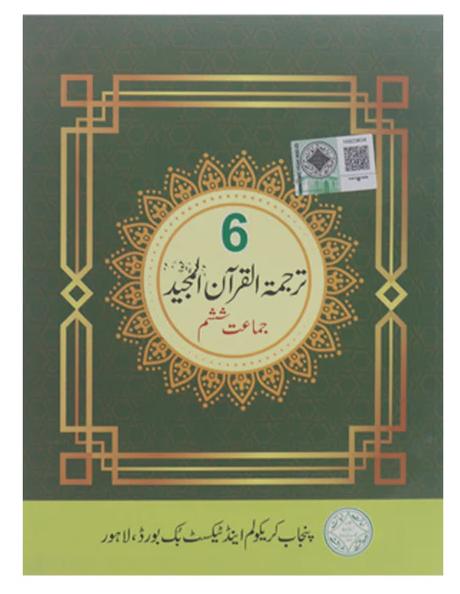 6
ترجمۃ القرآن المجید
جماعت ششم
پنجاب کریکولم اینڈ ٹیکسٹ بک بورڈ، لاہور